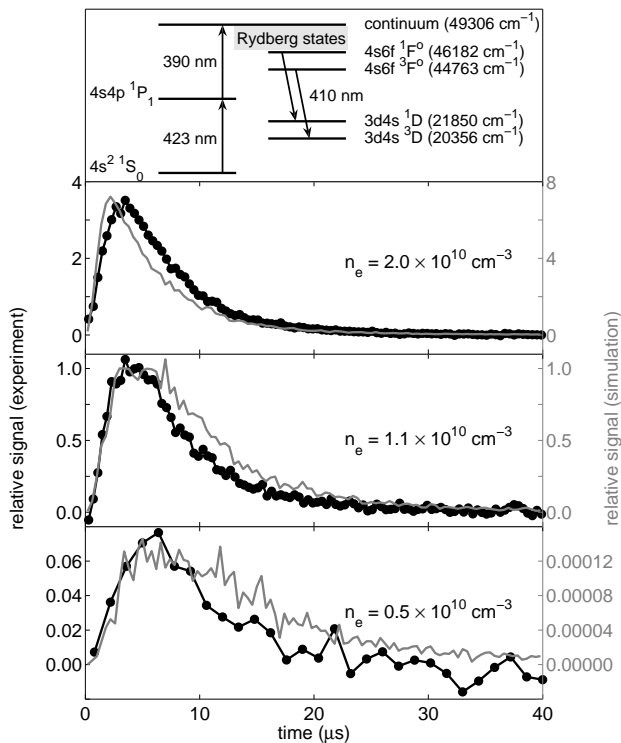 continuum (49306 cm⁻¹)
Rydberg states
4s6f ¹Fᵒ (46182 cm⁻¹)
390 nm
4s6f ³Fᵒ (44763 cm⁻¹)
410 nm
4s4p ¹P₁
3d4s ¹D (21850 cm⁻¹)
423 nm
3d4s ³D (20356 cm⁻¹)
4s² ¹S₀
4 8
nₑ = 2.0 × 10¹⁰ cm⁻³
2 4
0 0
relative signal (experiment)
relative signal (simulation)
1.0 1.0
nₑ = 1.1 × 10¹⁰ cm⁻³
0.5 0.5
0.0 0.0
0.06 0.00012
0.04 0.00008
nₑ = 0.5 × 10¹⁰ cm⁻³
0.02 0.00004
0.00 0.00000
0 10 20 30 40
time (μs)